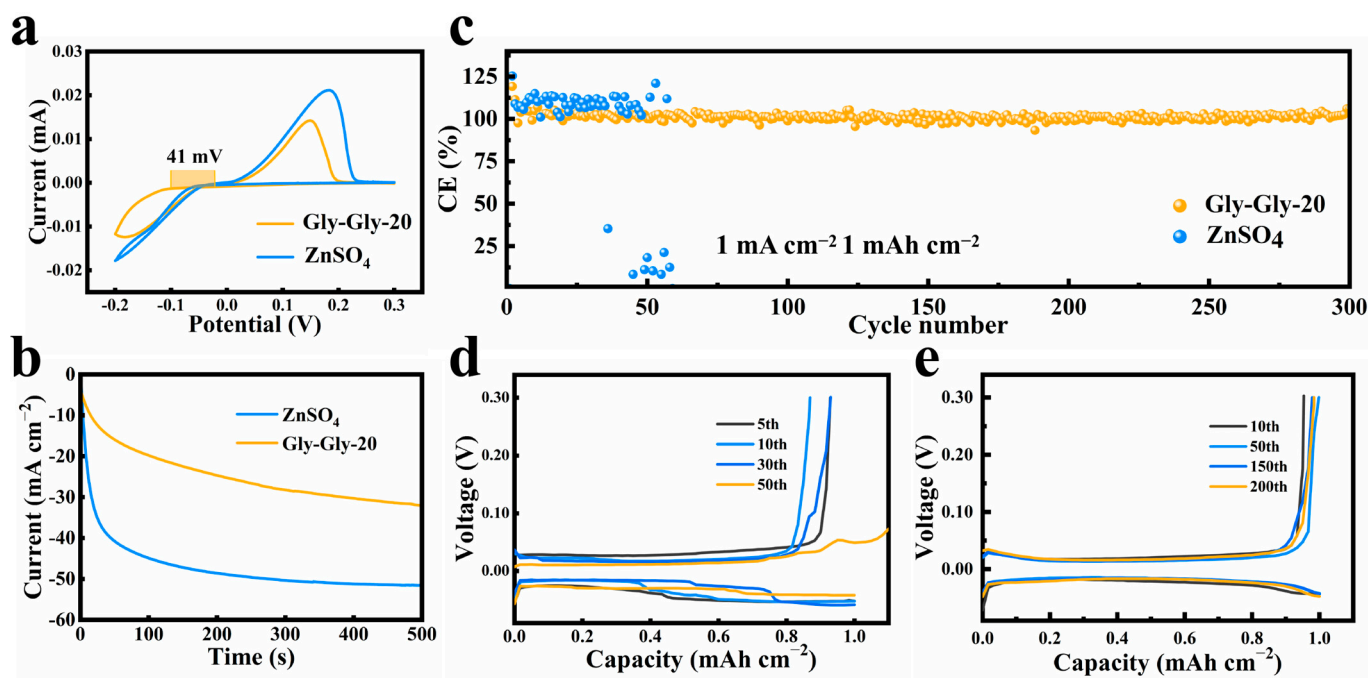 a
0.03
0.02
0.01
0.00
-0.01
-0.02
-0.2
-0.1
0.0
0.1
0.2
0.3
Current (mA)
Potential (V)
41 mV
Gly-Gly-20
ZnSO₄
c
125
100
75
50
25
0
50
100
150
200
250
300
CE (%)
Cycle number
1 mA cm⁻² 1 mAh cm⁻²
Gly-Gly-20
ZnSO₄
b
0
-10
-20
-30
-40
-50
-60
0
100
200
300
400
500
Current (mA cm⁻²)
Time (s)
ZnSO₄
Gly-Gly-20
d
0.30
0.20
0.10
0.00
0.0
0.2
0.4
0.6
0.8
1.0
Voltage (V)
Capacity (mAh cm⁻²)
5th
10th
30th
50th
e
0.30
0.20
0.10
0.00
0.0
0.2
0.4
0.6
0.8
1.0
Voltage (V)
Capacity (mAh cm⁻²)
10th
50th
150th
200th